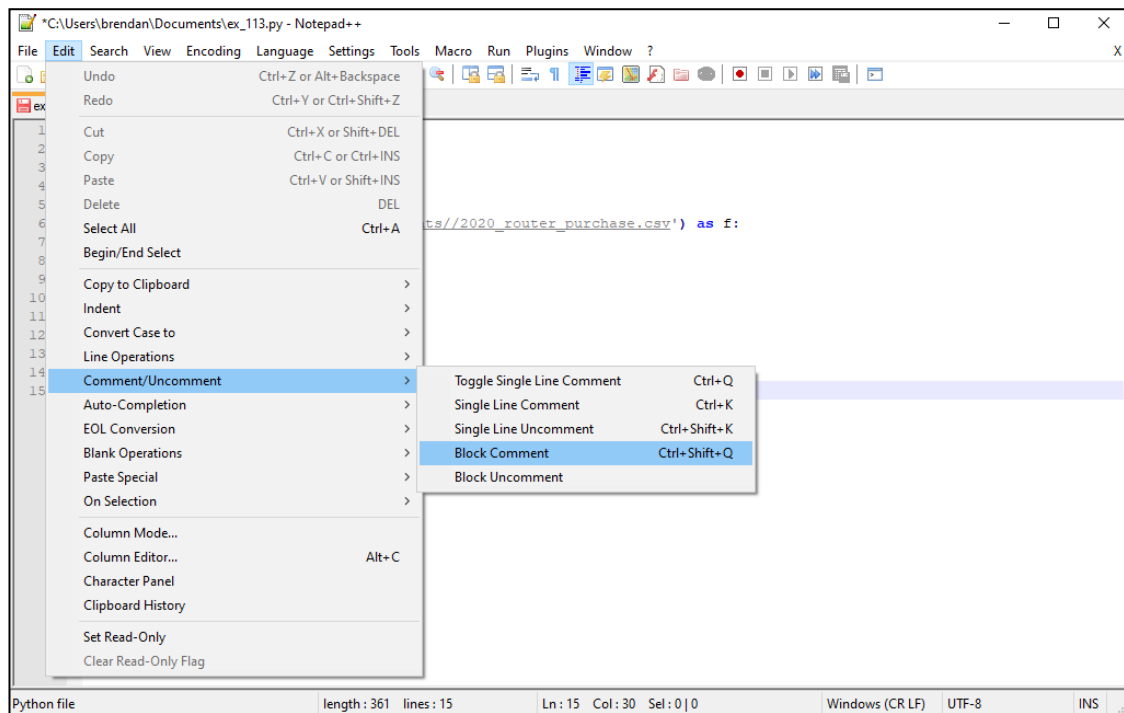 *C:\Users\brendan\Documents\ex_113.py - Notepad++
File Edit Search View Encoding Language Settings Tools Macro Run Plugins Window ? X
ex
Undo Ctrl+Z or Alt+Backspace
Redo Ctrl+Y or Ctrl+Shift+Z
Cut Ctrl+X or Shift+DEL
Copy Ctrl+C or Ctrl+INS
Paste Ctrl+V or Shift+INS
Delete DEL
Select All Ctrl+A
Begin/End Select
Copy to Clipboard
Indent
Convert Case to
Line Operations
Comment/Uncomment
Auto-Completion
EOL Conversion
Blank Operations
Paste Special
On Selection
Column Mode...
Column Editor... Alt+C
Character Panel
Clipboard History
Set Read-Only
Clear Read-Only Flag
1
2
3
4
5
6 ts//2020_router_purchase.csv') as f:
7
8
9
10
11
12
13
14
15
Toggle Single Line Comment Ctrl+Q
Single Line Comment Ctrl+K
Single Line Uncomment Ctrl+Shift+K
Block Comment Ctrl+Shift+Q
Block Uncomment
Python file length : 361 lines : 15 Ln : 15 Col : 30 Sel : 0 | 0 Windows (CR LF) UTF-8 INS